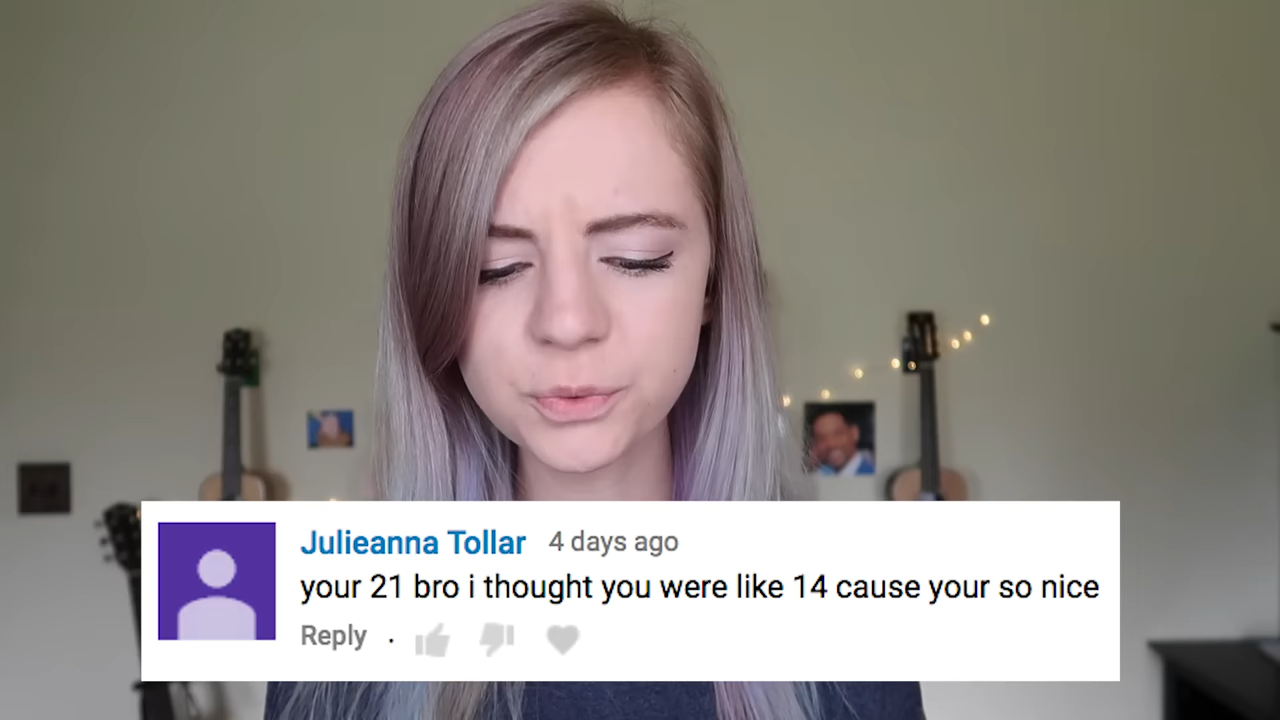 Julieanna Tollar 4 days ago
your 21 bro i thought you were like 14 cause your so nice
Reply .